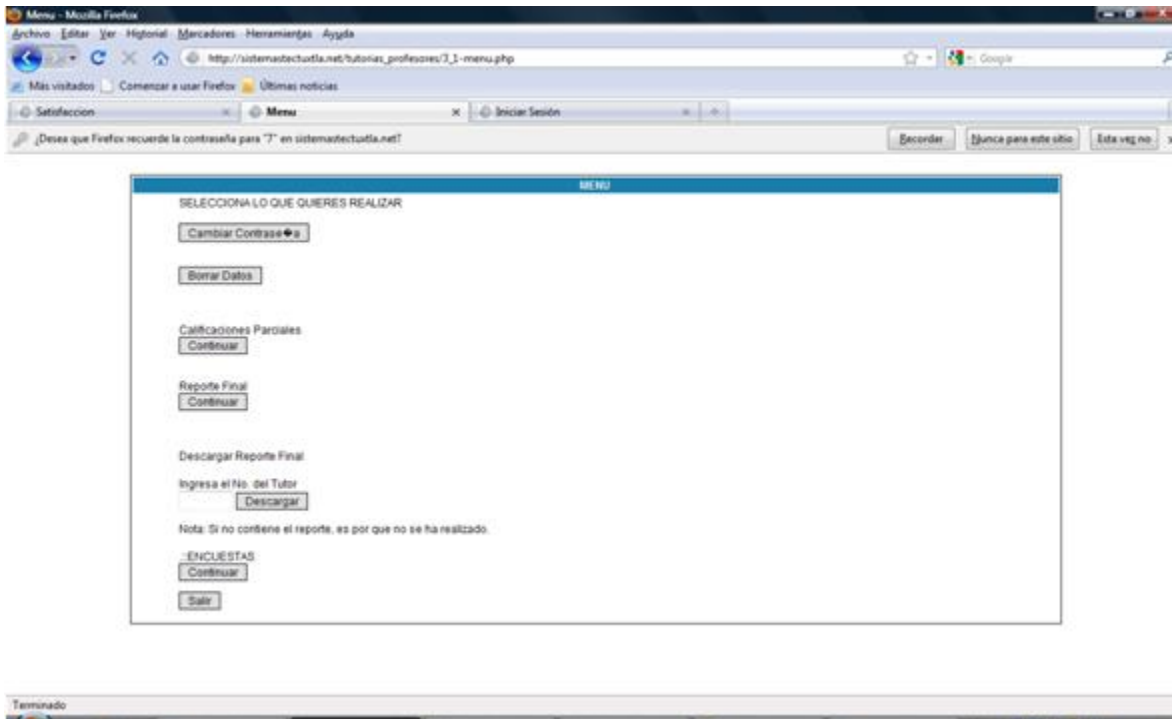 Menu - Mozilla Firefox
Archivo Editar Ver Historial Marcadores Herramientas Ayuda
http://sistemastectuxtla.net/tutorias_profesores/3_1-menu.php Google
Más visitados Comenzar a usar Firefox Últimas noticias
Satisfaccion Menu Iniciar Sesión
¿Desea que Firefox recuerde la contraseña para "7" en sistemastectuxtla.net? Recordar Nunca para este sitio Esta vez no
MENU
SELECCIONA LO QUE QUIERES REALIZAR
Cambiar Contrase�a
Borrar Datos
Calificaciones Parciales
Continuar
Reporte Final
Continuar
Descargar Reporte Final
Ingresa el No. del Tutor
Descargar
Nota: Si no contiene el reporte, es por que no se ha realizado.
.:ENCUESTAS
Continuar
Salir
Terminado